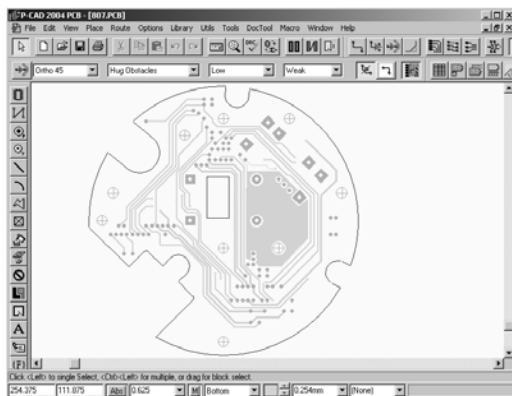 P-CAD 2004 PCB - [807.PCB]
File Edit View Place Route Options Library Utils DocTool Macro Window Help
Ortho 45 Hug Obstacles Low Weak
A
Click <Left> to single Select, <Ctrl><Left> for multiple, or drag for block select.
254.375 111.875 Abs 0.625 M Bottom 0.254mm (None)